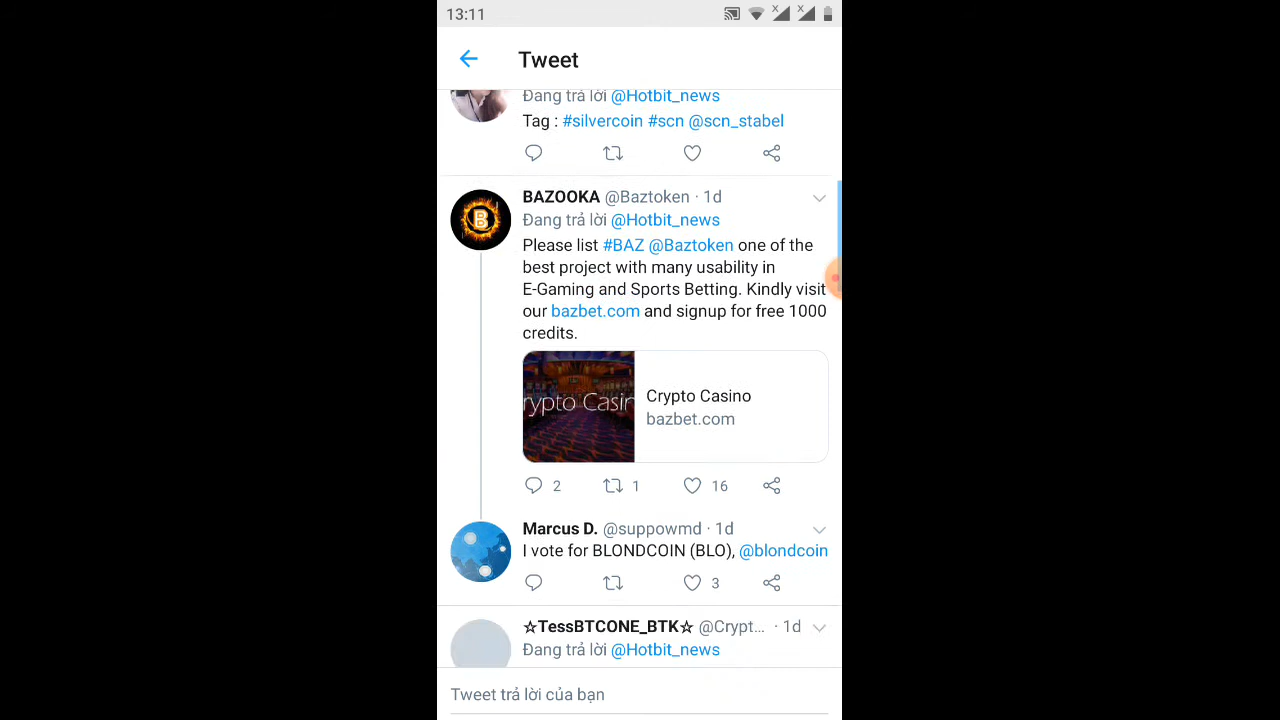 13:11
Tweet
Đang trả lời @Hotbit_news
Tag : #silvercoin #scn @scn_stabel
BAZOOKA @Baztoken · 1d
Đang trả lời @Hotbit_news
Please list #BAZ @Baztoken one of the
best project with many usability in
E-Gaming and Sports Betting. Kindly visit
our bazbet.com and signup for free 1000
credits.
rypto Casin
Crypto Casino
bazbet.com
2 1 16
Marcus D. @suppowmd · 1d
I vote for BLONDCOIN (BLO), @blondcoin
3
☆TessBTCONE_BTK☆ @Crypt... · 1d
Đang trả lời @Hotbit_news
Tweet trả lời của bạn